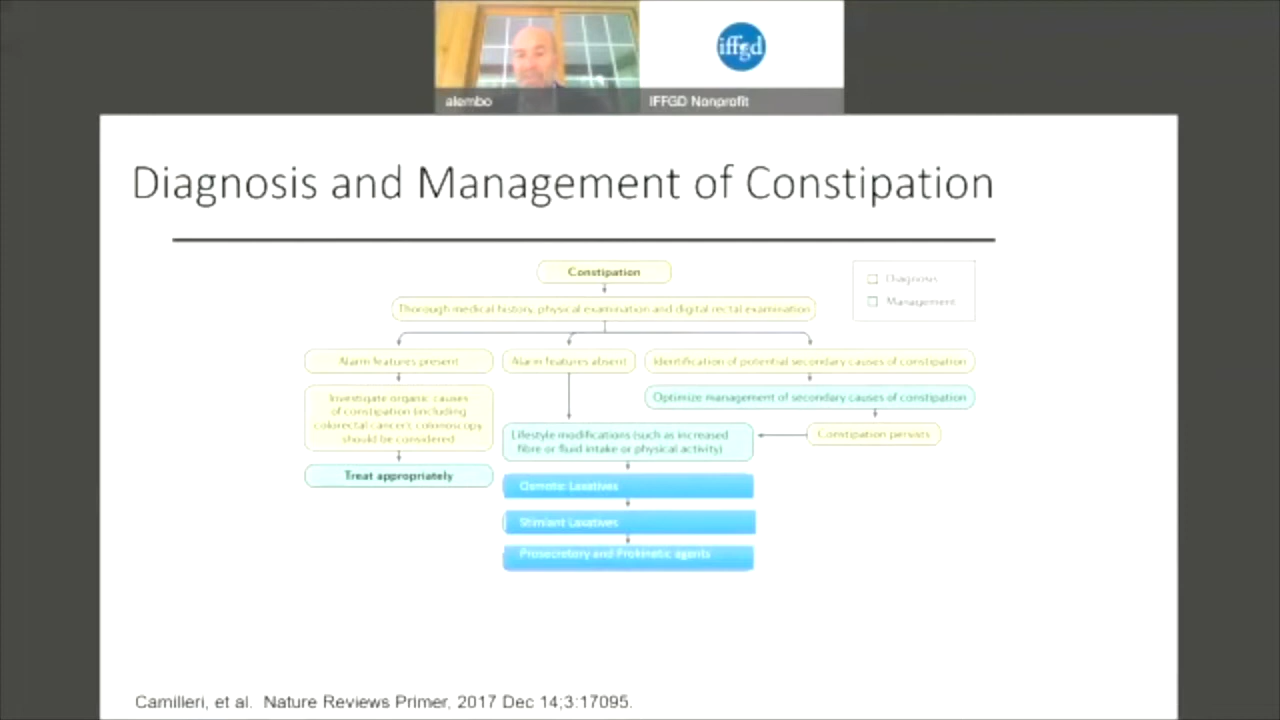 iffgd
alembo
IFFGD Nonprofit
Diagnosis and Management of Constipation
Constipation
Diagnosis
Management
Thorough medical history, physical examination and digital rectal examination
Alarm features present
Alarm features absent
Identification of potential secondary causes of constipation
Investigate organic causes
of constipation (including
colorectal cancer); colonoscopy
should be considered
Optimize management of secondary causes of constipation
Constipation persists
Lifestyle modifications (such as increased
fibre or fluid intake or physical activity)
Treat appropriately
Osmotic Laxatives
Stimlant Laxatives
Prosecretory and Prokinetic agents
Camilleri, et al. Nature Reviews Primer, 2017 Dec 14;3:17095.